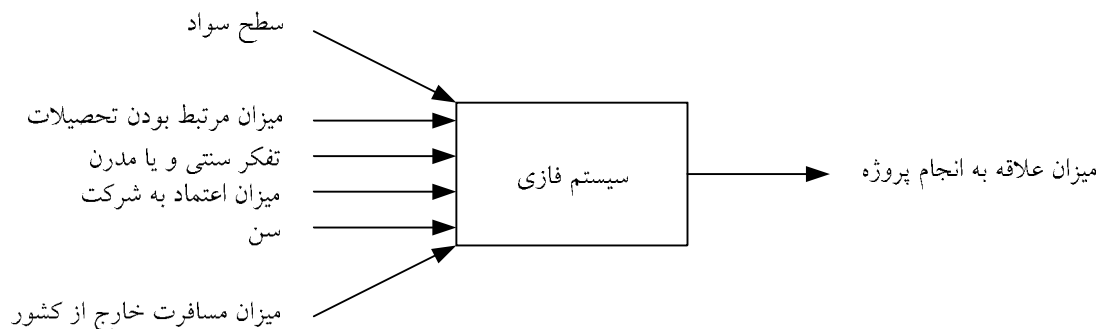 سطح سواد
میزان مرتبط بودن تحصیلات
تفکر سنتی و یا مدرن
میزان اعتماد به شرکت
سن
میزان مسافرت خارج از کشور
سیستم فازی
میزان علاقه به انجام پروژه